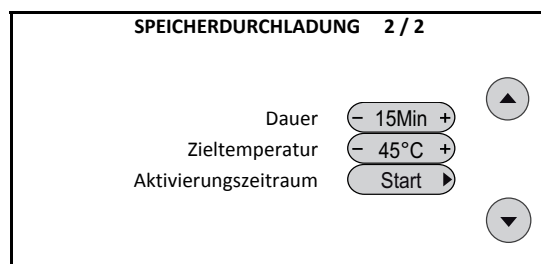 SPEICHERDURCHLADUNG 2 / 2
Dauer − 15Min +
Zieltemperatur − 45°C +
Aktivierungszeitraum Start